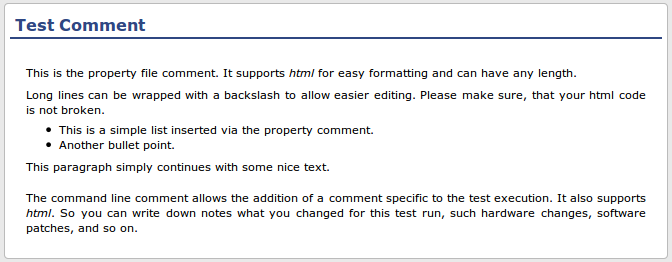 Test Comment
This is the property file comment. It supports html for easy formatting and can have any length.
Long lines can be wrapped with a backslash to allow easier editing. Please make sure, that your html code
is not broken.
• This is a simple list inserted via the property comment.
• Another bullet point.
This paragraph simply continues with some nice text.
The command line comment allows the addition of a comment specific to the test execution. It also supports
html. So you can write down notes what you changed for this test run, such hardware changes, software
patches, and so on.